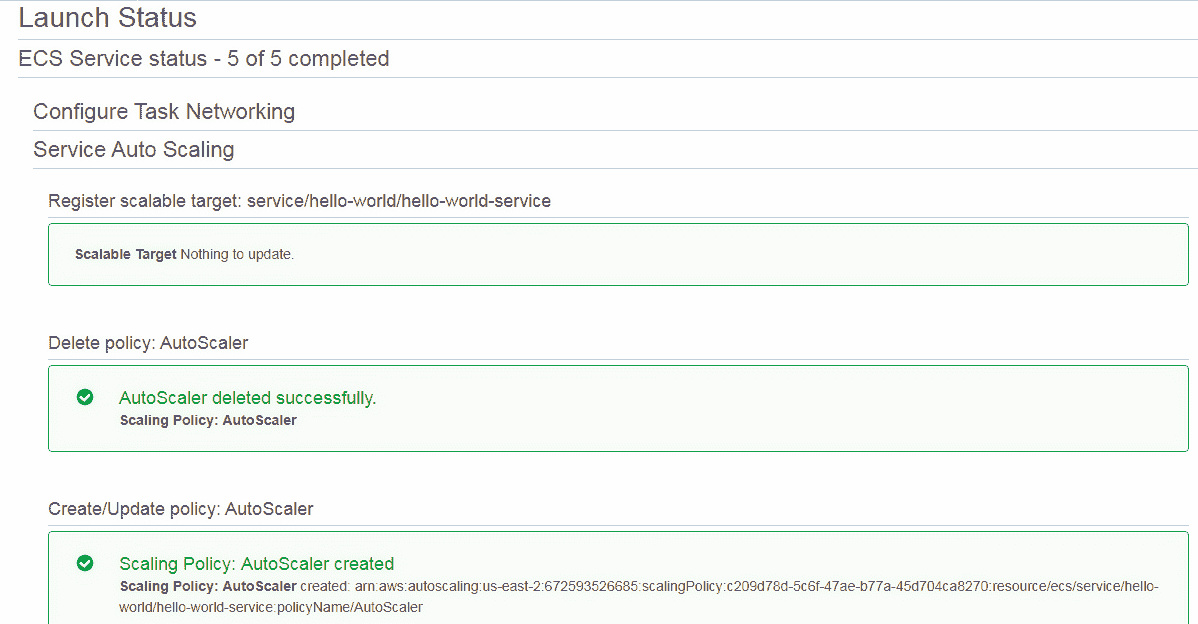 Launch Status
ECS Service status - 5 of 5 completed
Configure Task Networking
Service Auto Scaling
Register scalable target: service/hello-world/hello-world-service
Scalable Target Nothing to update.
Delete policy: AutoScaler
AutoScaler deleted successfully.
Scaling Policy: AutoScaler
Create/Update policy: AutoScaler
Scaling Policy: AutoScaler created
Scaling Policy: AutoScaler created: arn:aws:autoscaling:us-east-2:672593526685:scalingPolicy:c209d78d-5c6f-47ae-b77a-45d704ca8270:resource/ecs/service/hello-
world/hello-world-service:policyName/AutoScaler